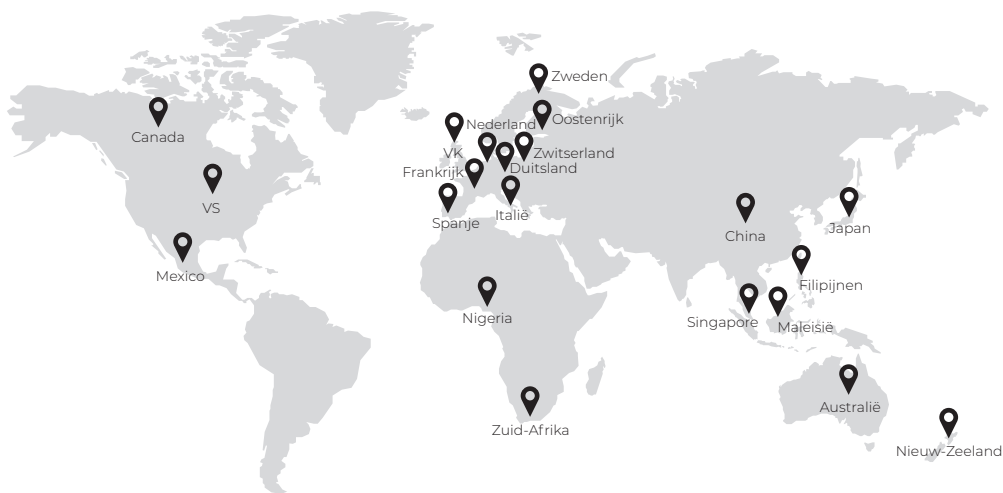 Zweden
Oostenrijk
Nederland
Canada
VK
Zwitserland
Duitsland
Frankrijk
VS
Italië
Spanje
Japan
China
Mexico
Filipijnen
Nigeria
Singapore
Maleisië
Australië
Zuid-Afrika
Nieuw-Zeeland